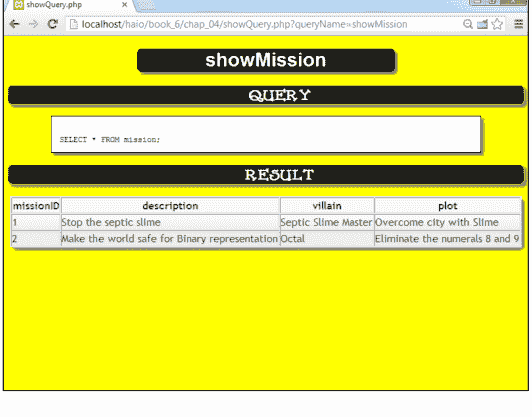 showQuery.php
localhost/haio/book_6/chap_04/showQuery.php?queryName=showMission
showMission
QUERY
SELECT * FROM mission;
RESULT
missionID description villain plot
1 Stop the septic slime Septic Slime Master Overcome city with Slime
2 Make the world safe for Binary representation Octal Eliminate the numerals 8 and 9